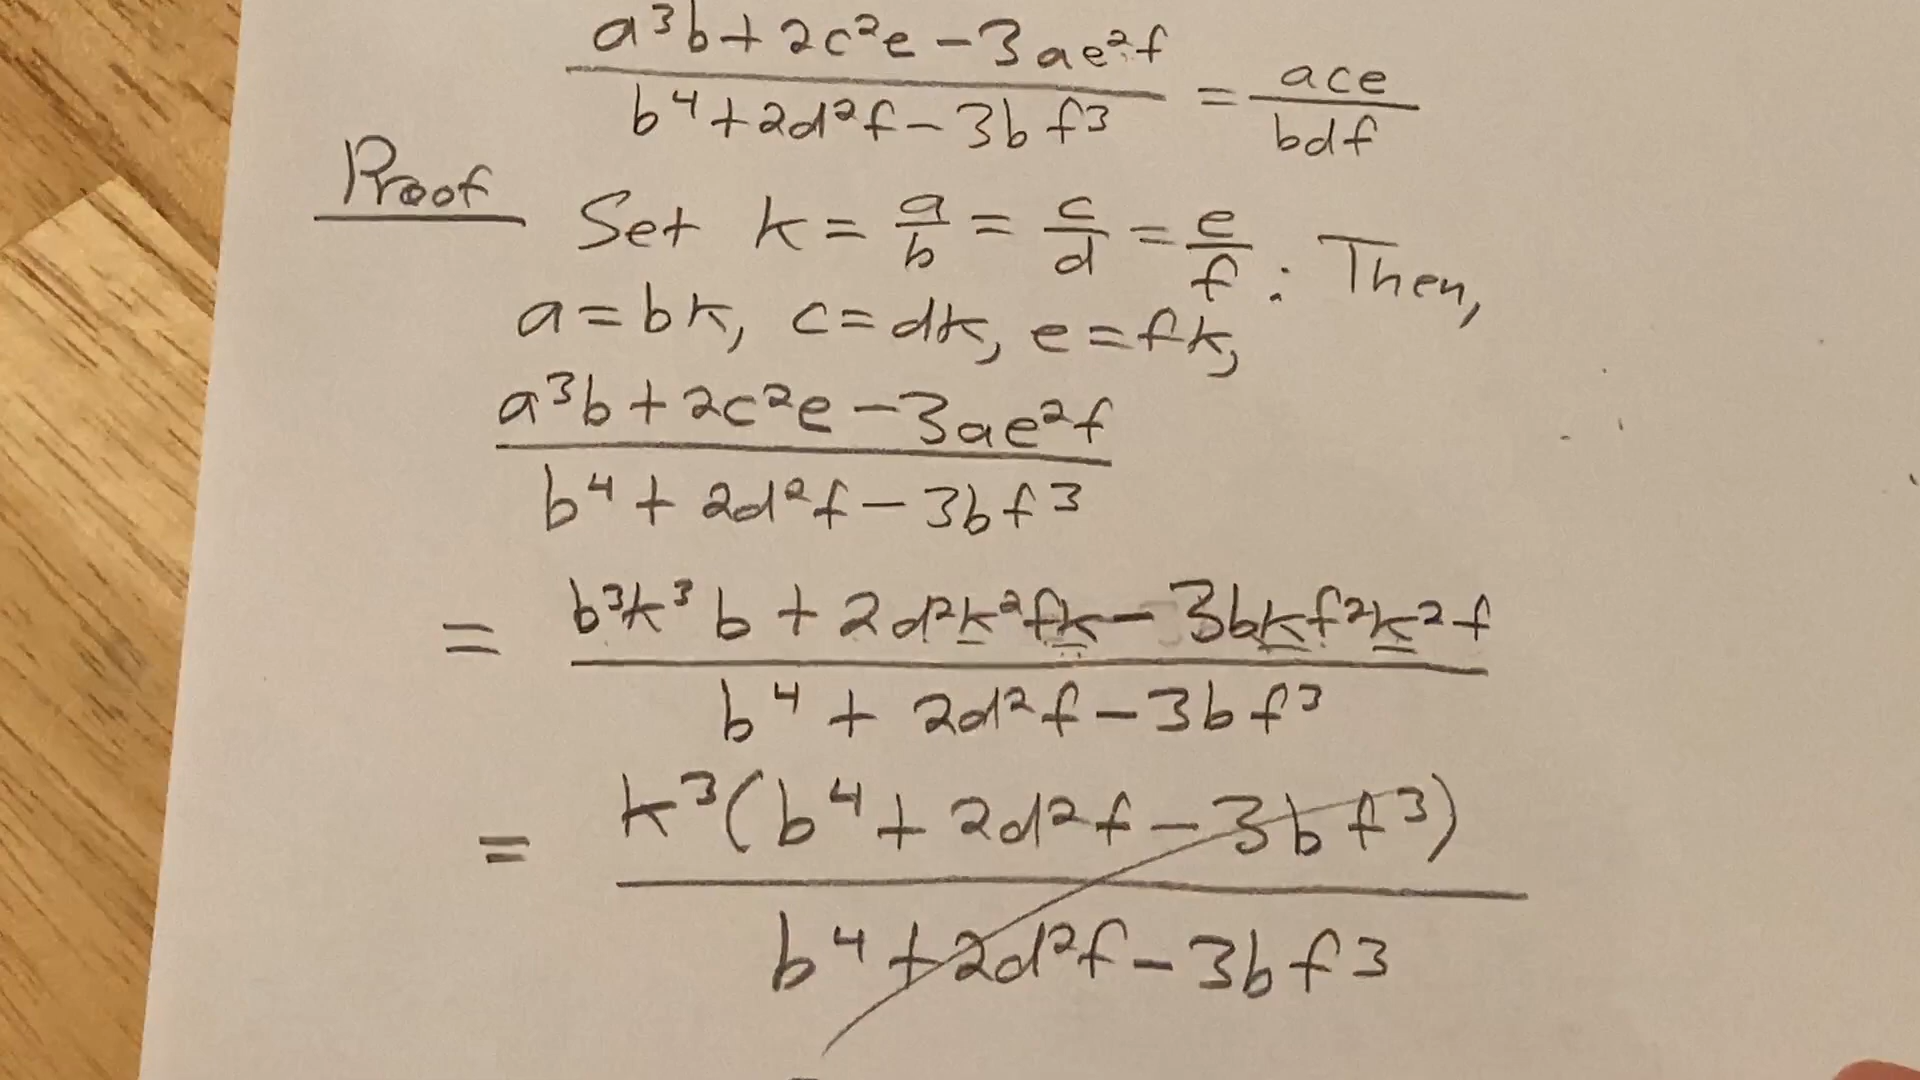 a³b + 2c²e - 3ae²f / b⁴ + 2d²f - 3bf³ = ace / bdf
Proof Set k = a/b = c/d = e/f : Then,
a = bk, c = dk, e = fk,
a³b + 2c²e - 3ae²f
b⁴ + 2d²f - 3bf³
= b³k³b + 2d²k²fk - 3bkf²k²f
b⁴ + 2d²f - 3bf³
= k³(b⁴ + 2d²f - 3bf³)
b⁴ + 2d²f - 3bf³